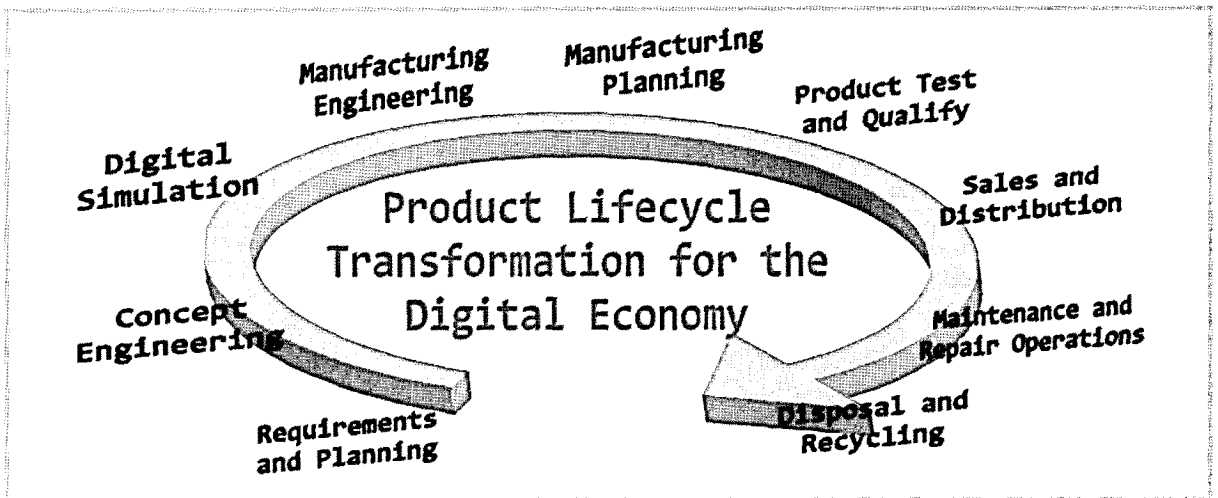 Manufacturing
Engineering
Manufacturing
Planning
Product Test
and Qualify
Digital
Simulation
Sales and
Distribution
Product Lifecycle
Transformation for the
Digital Economy
Concept
Engineering
Maintenance and
Repair Operations
Requirements
and Planning
Disposal and
Recycling